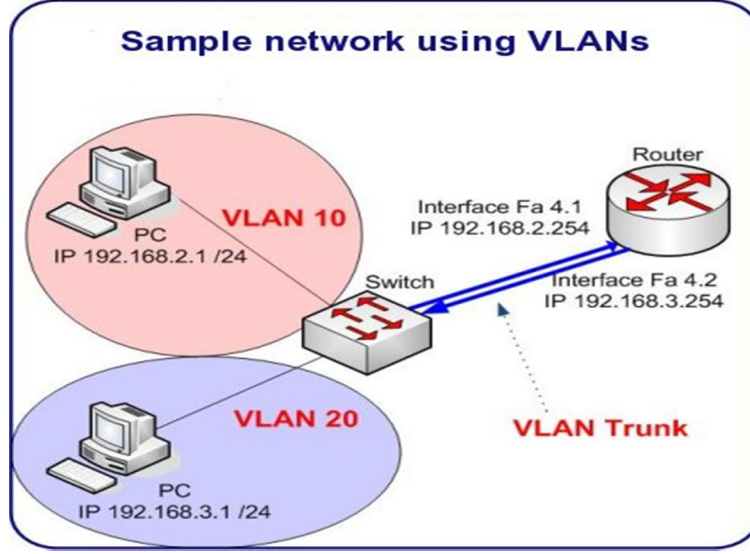 Sample network using VLANs
Router
Interface Fa 4.1
IP 192.168.2.254
VLAN 10
PC
IP 192.168.2.1 /24
Switch
Interface Fa 4.2
IP 192.168.3.254
VLAN 20
VLAN Trunk
PC
IP 192.168.3.1 /24